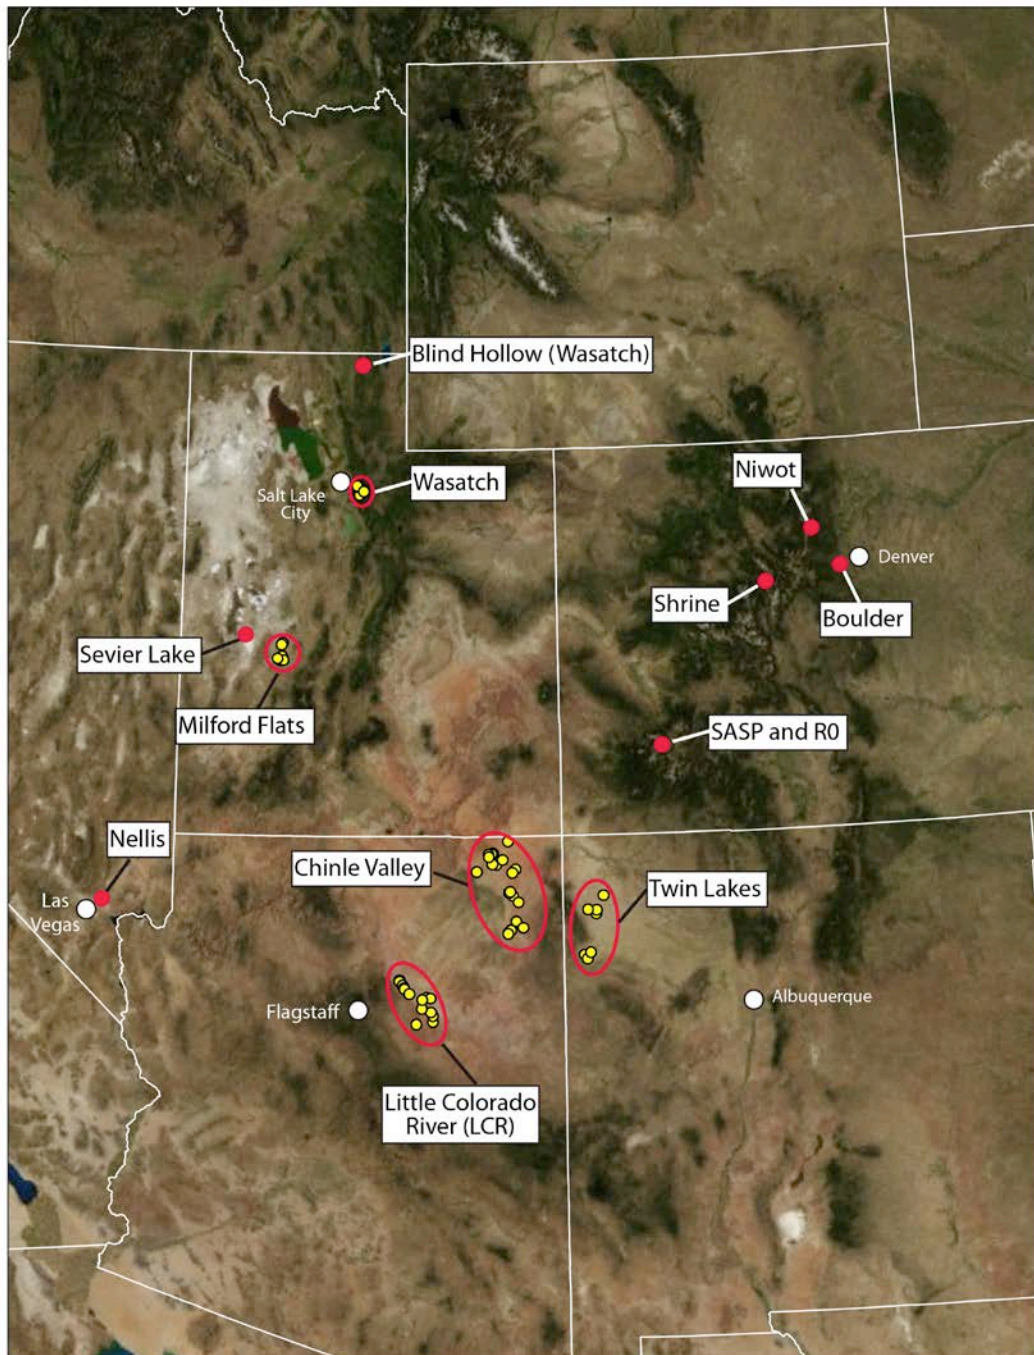 Blind Hollow (Wasatch)
Niwot
Wasatch
Salt Lake
City
Denver
Shrine
Boulder
Sevier Lake
Milford Flats
SASP and R0
Nellis
Chinle Valley
Twin Lakes
Las
Vegas
Albuquerque
Flagstaff
Little Colorado
River (LCR)